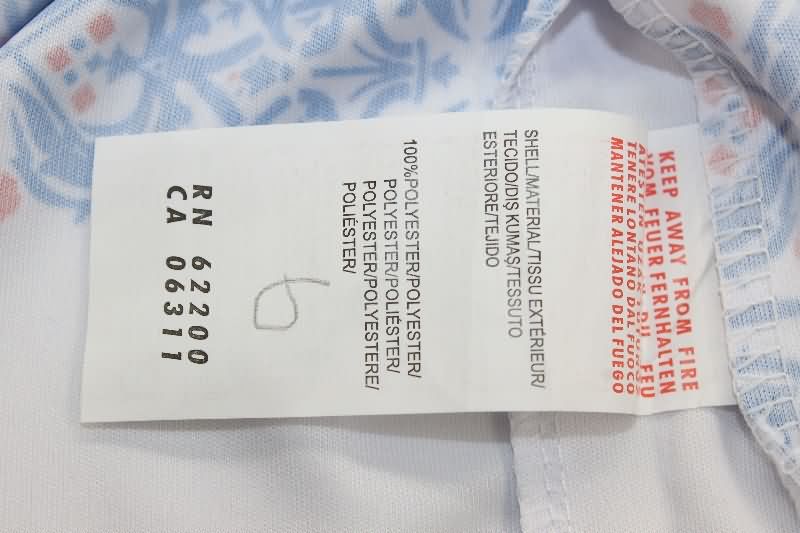 KEEP AWAY FROM FIRE
VOM FEUER FERNHALTEN
FEU
TENERE LONTANO DAL FUOCO
MANTENER ALEJADO DEL FUEGO
SHELL/MATERIAL/TISSU EXTÉRIEUR/
TECIDO/DIŞ KUMAŞ/TESSUTO
ESTERIORE/TEJIDO
100%POLYESTER/POLYESTER/
POLYESTER/POLIÉSTER/
POLYESTER/POLYESTERE/
POLIÉSTER/
RN 62200
CA 06311